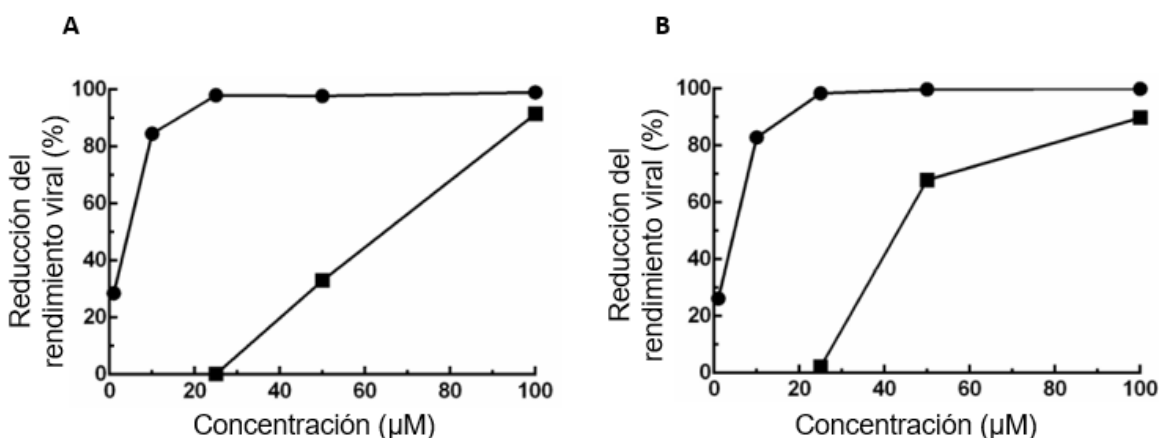 A
Reducción del
rendimiento viral (%)
100
80
60
40
20
0
0 20 40 60 80 100
Concentración (µM)
B
Reducción del
rendimiento viral (%)
100
80
60
40
20
0
0 20 40 60 80 100
Concentración (µM)